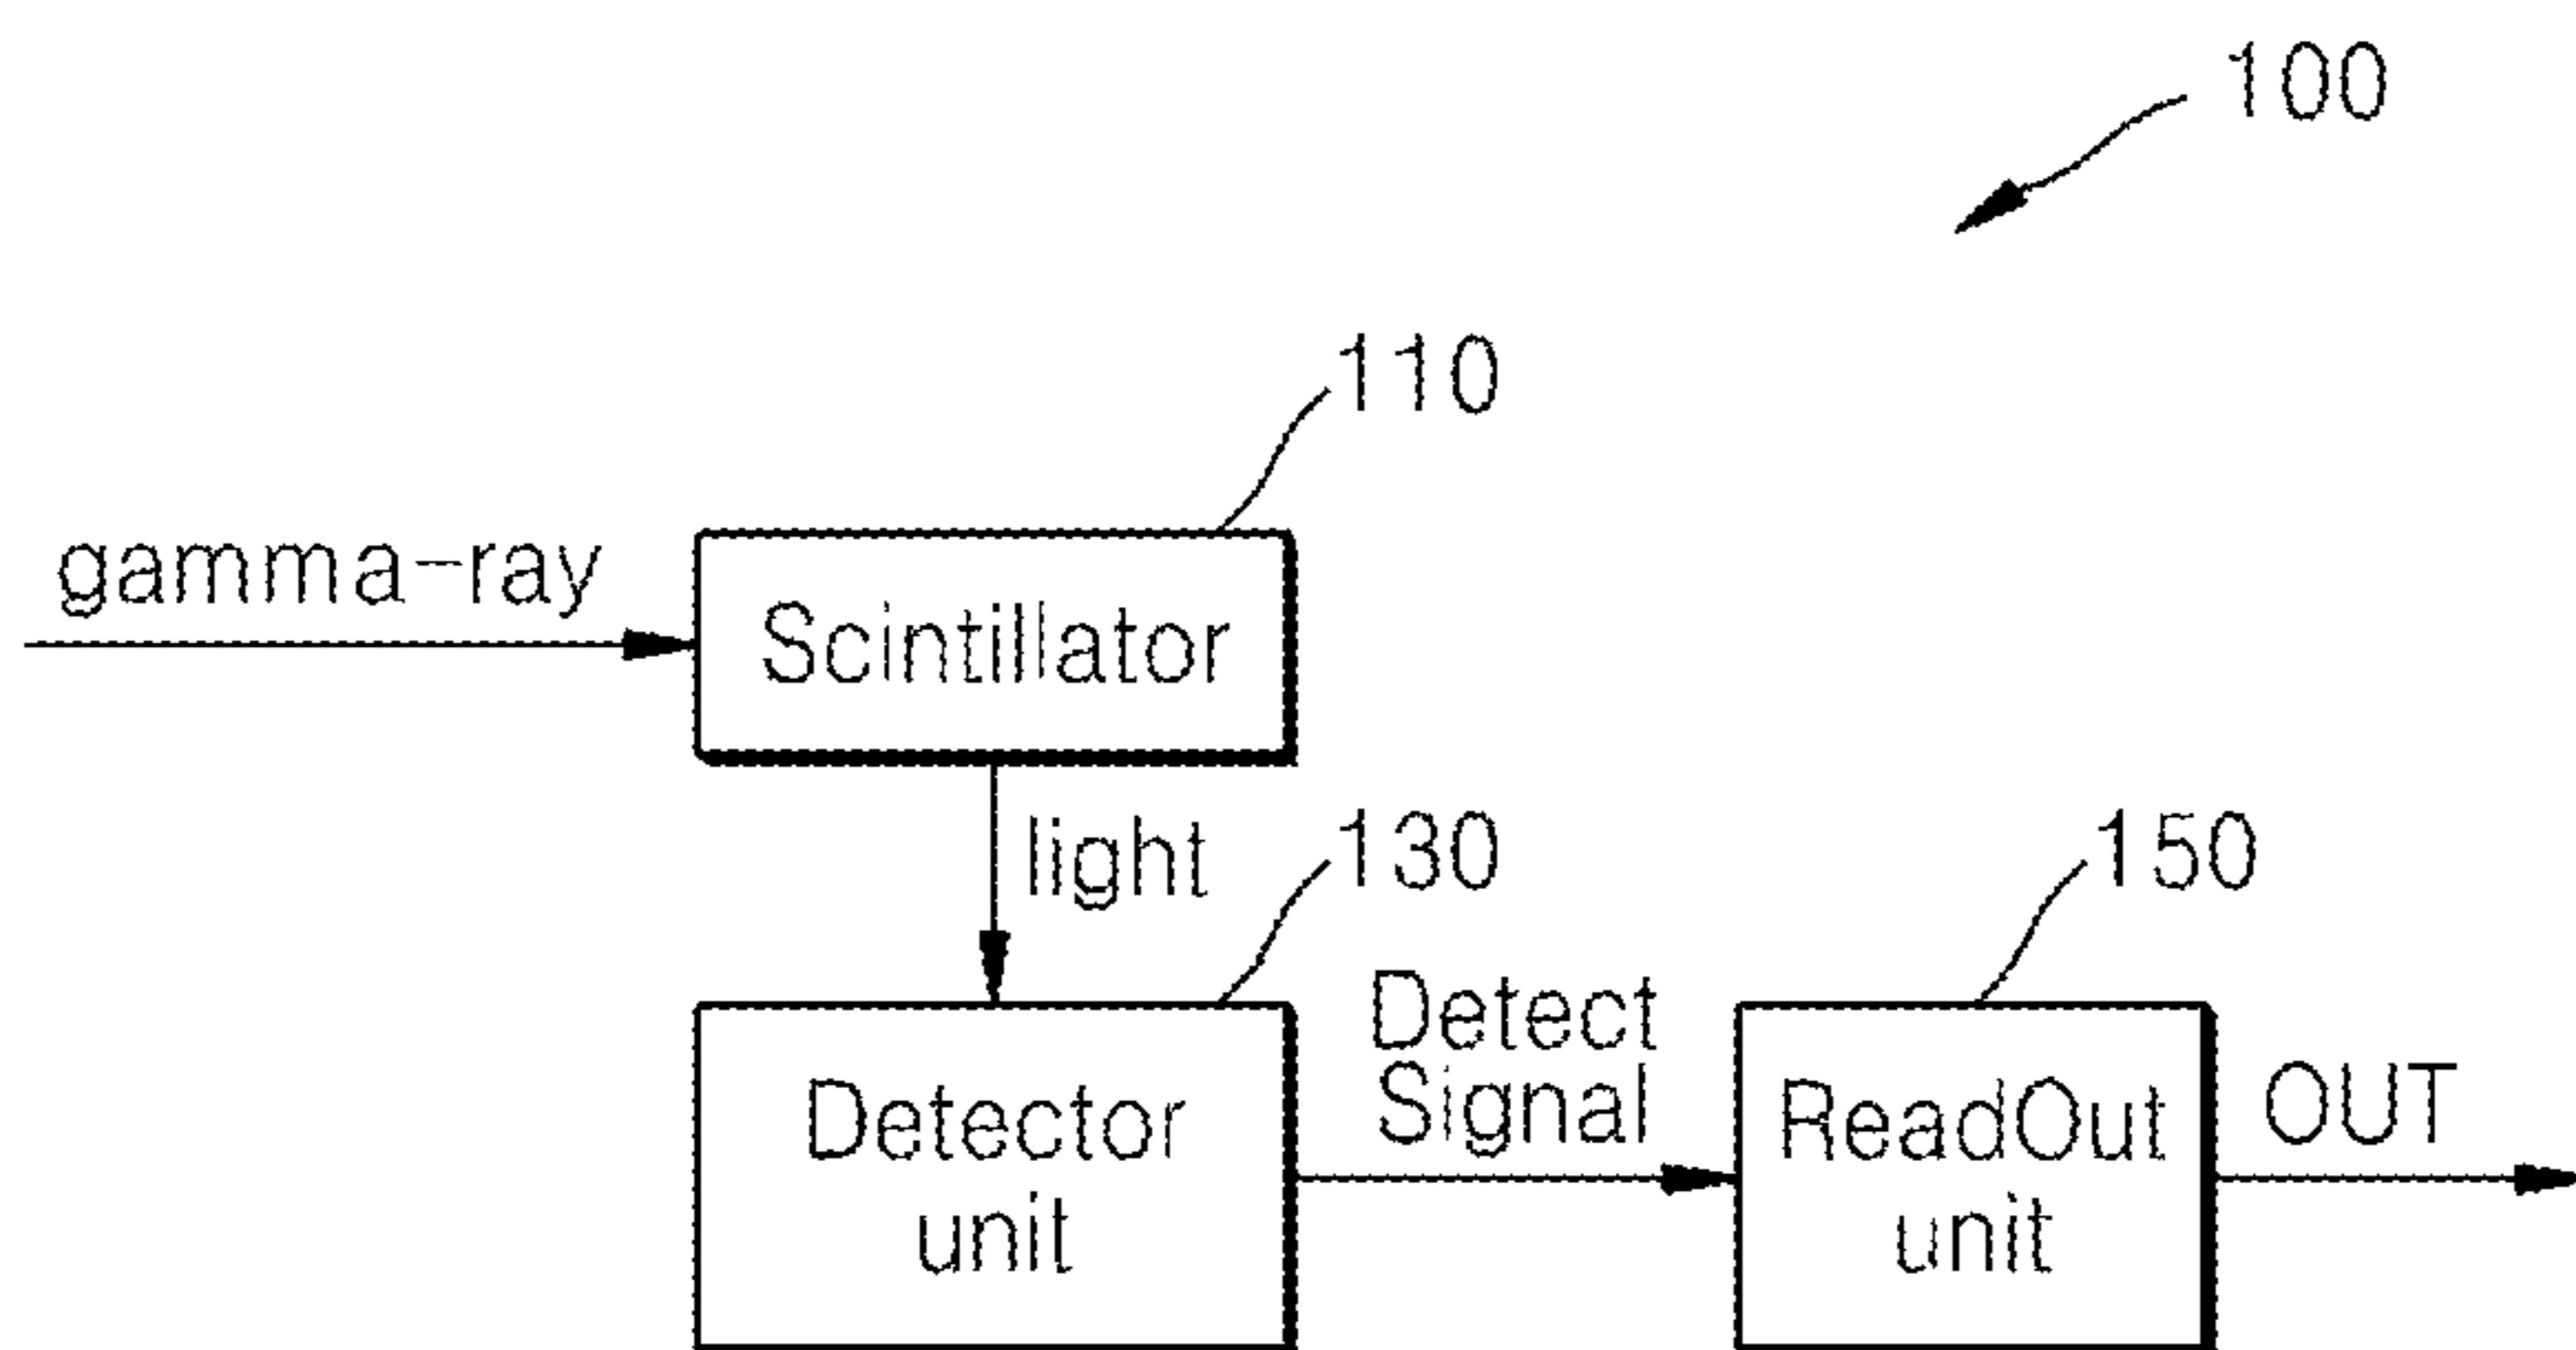 100
110
gamma-ray
Scintillator
light
130
150
Detect
Signal
Detector
unit
ReadOut
unit
OUT